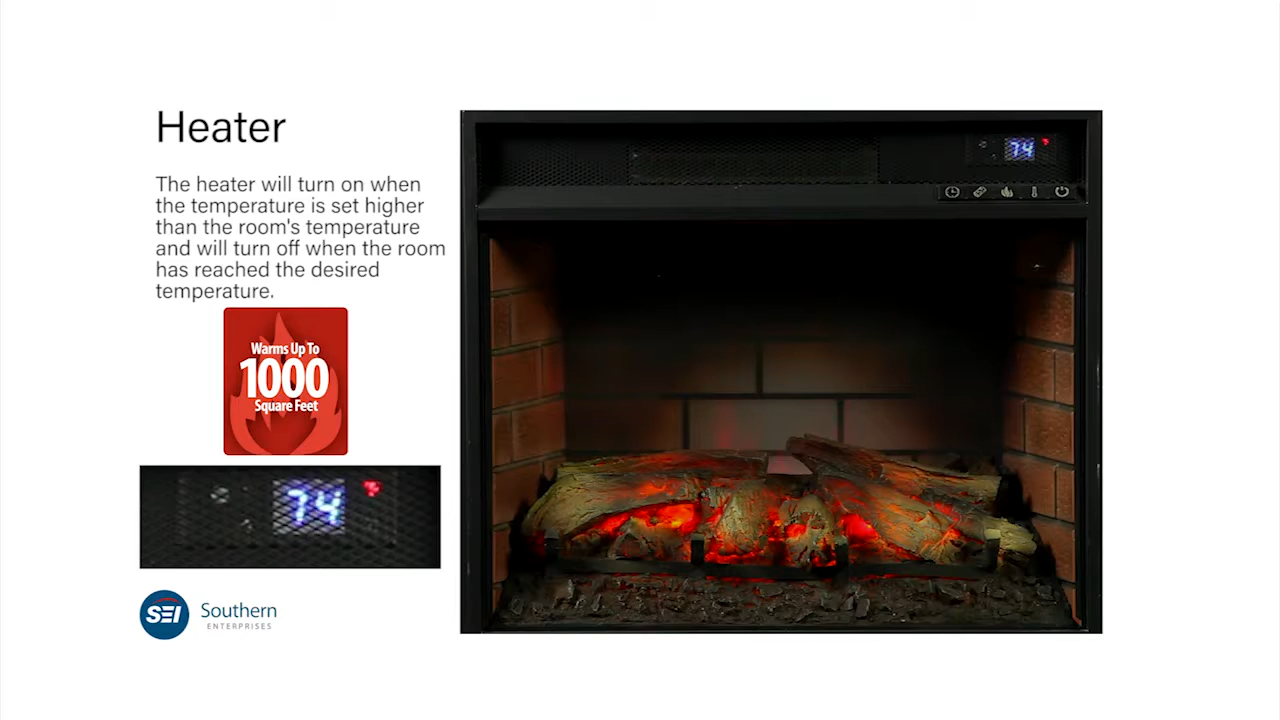 Heater
The heater will turn on when
the temperature is set higher
than the room's temperature
and will turn off when the room
has reached the desired
temperature.
Warms Up To
1000
Square Feet
74
74
SEI
Southern
ENTERPRISES